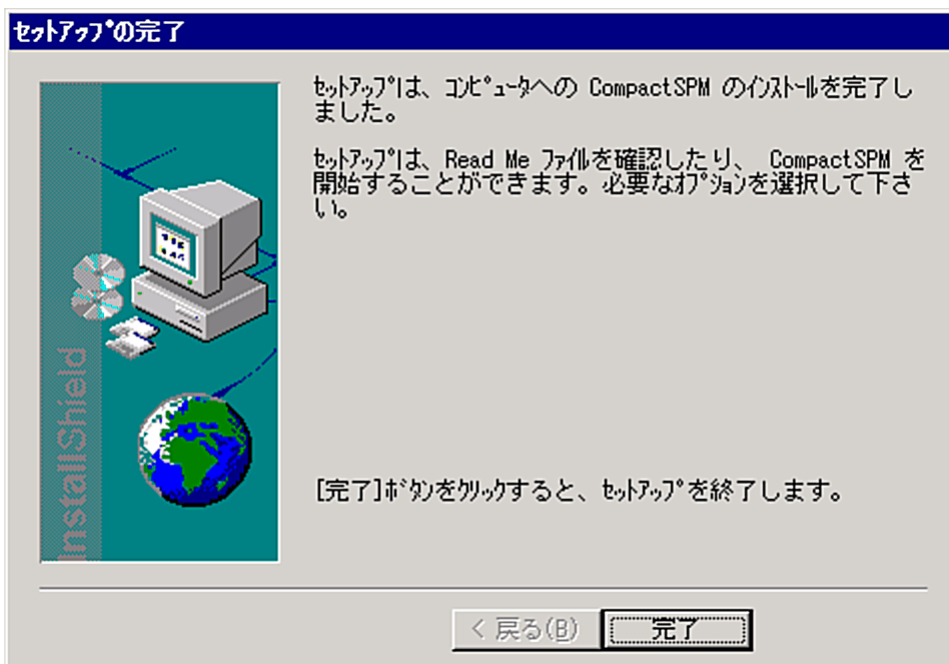 ｾｯﾄｱｯﾌﾟの完了
ｾｯﾄｱｯﾌﾟは、ｺﾝﾋﾟｭｰﾀへの CompactSPM のｲﾝｽﾄｰﾙを完了し
ました。
ｾｯﾄｱｯﾌﾟは、Read Me ﾌｧｲﾙを確認したり、 CompactSPM を
開始することができます。必要なｵﾌﾟｼｮﾝを選択して下さ
い。
InstallShield
[完了]ﾎﾞﾀﾝをｸﾘｯｸすると、ｾｯﾄｱｯﾌﾟを終了します。
< 戻る(B)
完了